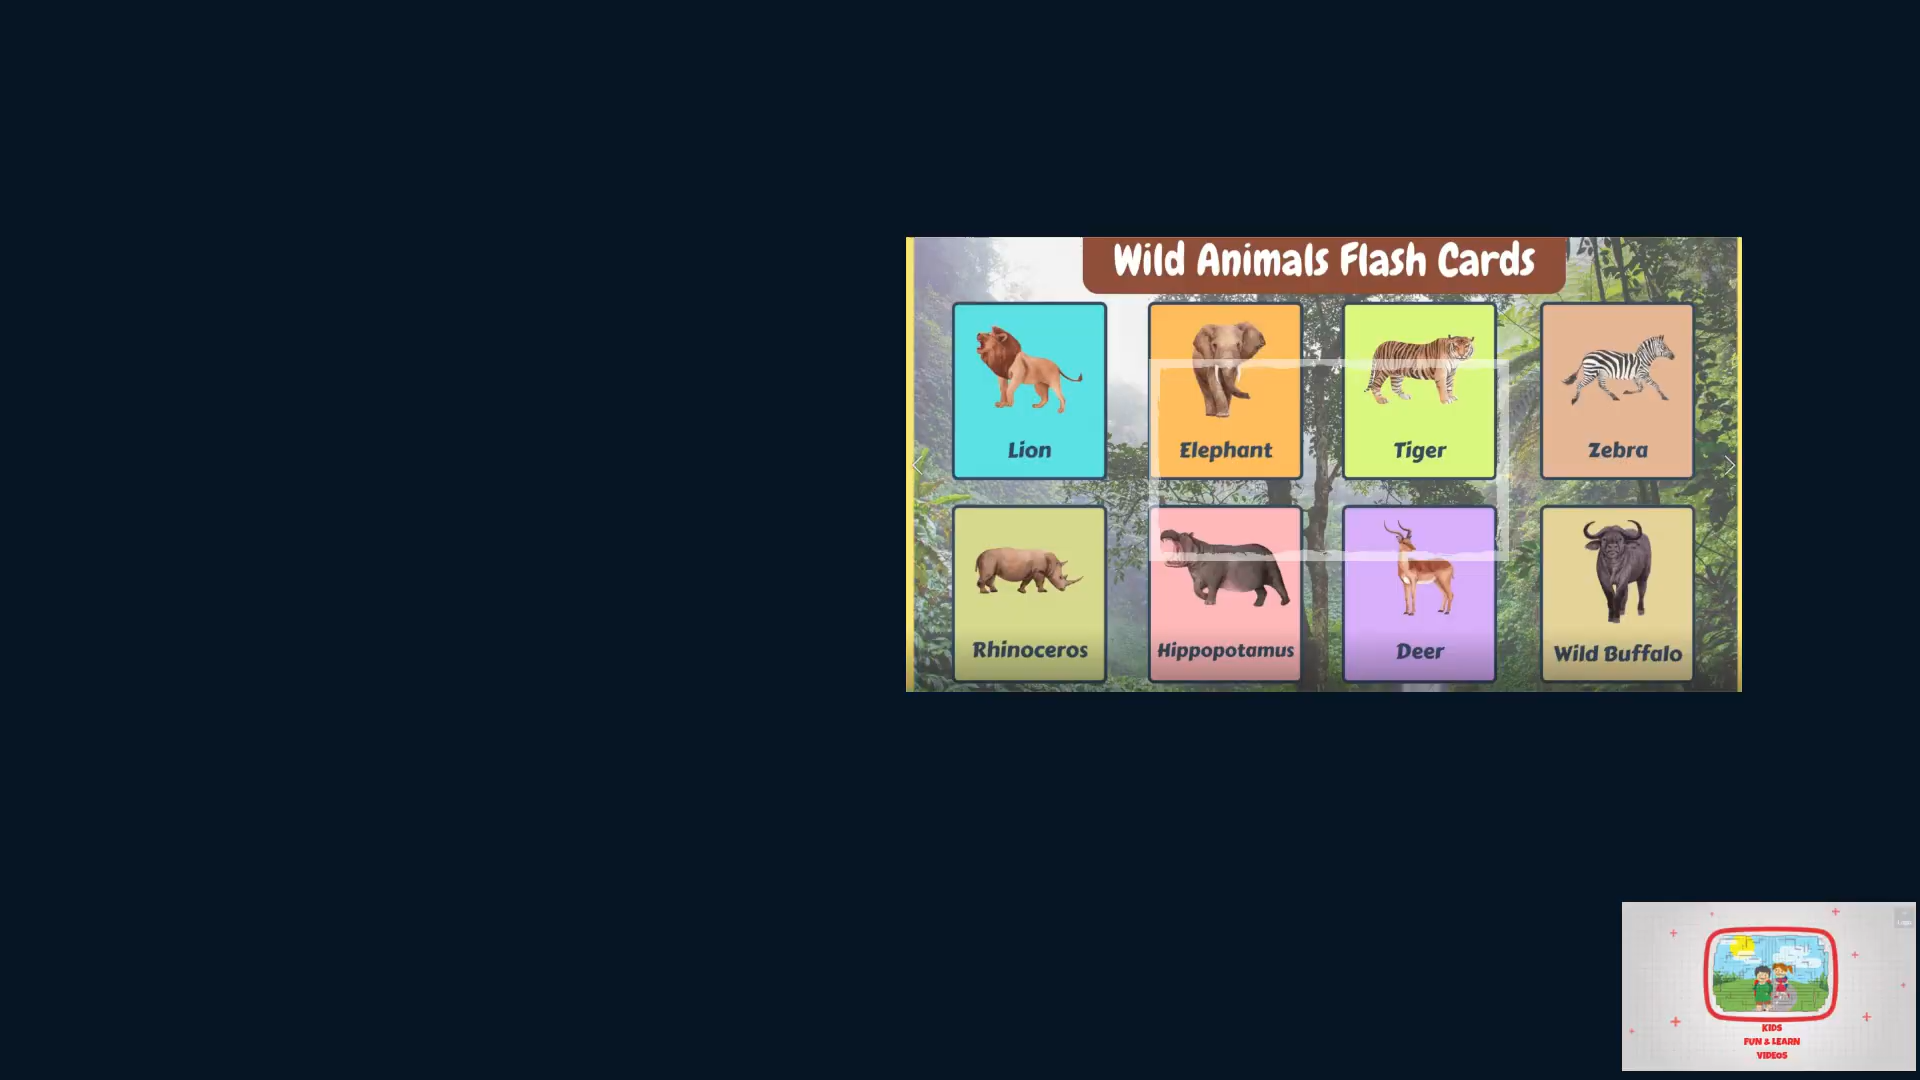 Wild Animals Flash Cards
Lion
Elephant
Tiger
Zebra
Rhinoceros
Hippopotamus
Deer
Wild Buffalo
KIDS
FUN & LEARN
VIDEOS